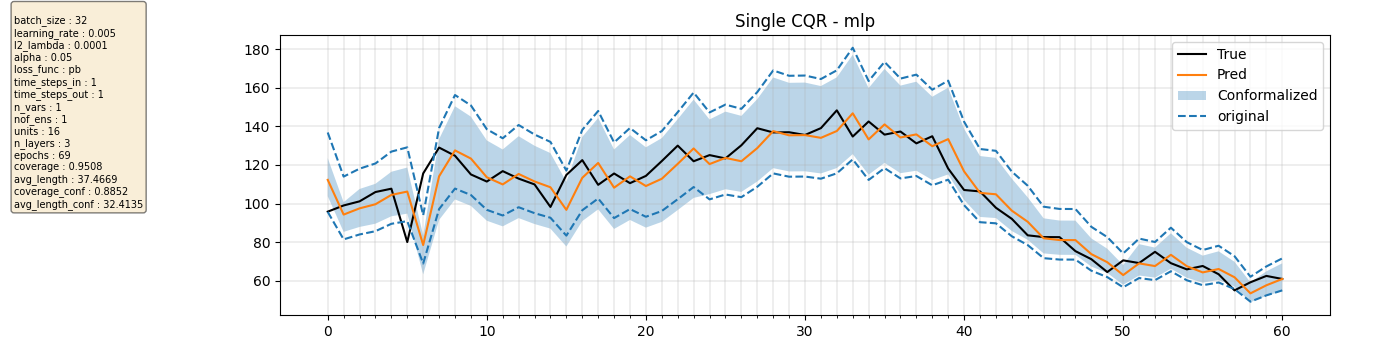 batch_size : 32
learning_rate : 0.005
l2_lambda : 0.0001
alpha : 0.05
loss_func : pb
time_steps_in : 1
time_steps_out : 1
n_vars : 1
nof_ens : 1
units : 16
n_layers : 3
epochs : 69
coverage : 0.9508
avg_length : 37.4669
coverage_conf : 0.8852
avg_length_conf : 32.4135
Single CQR - mlp
180
160
140
120
100
80
60
True
Pred
Conformalized
original
0 10 20 30 40 50 60